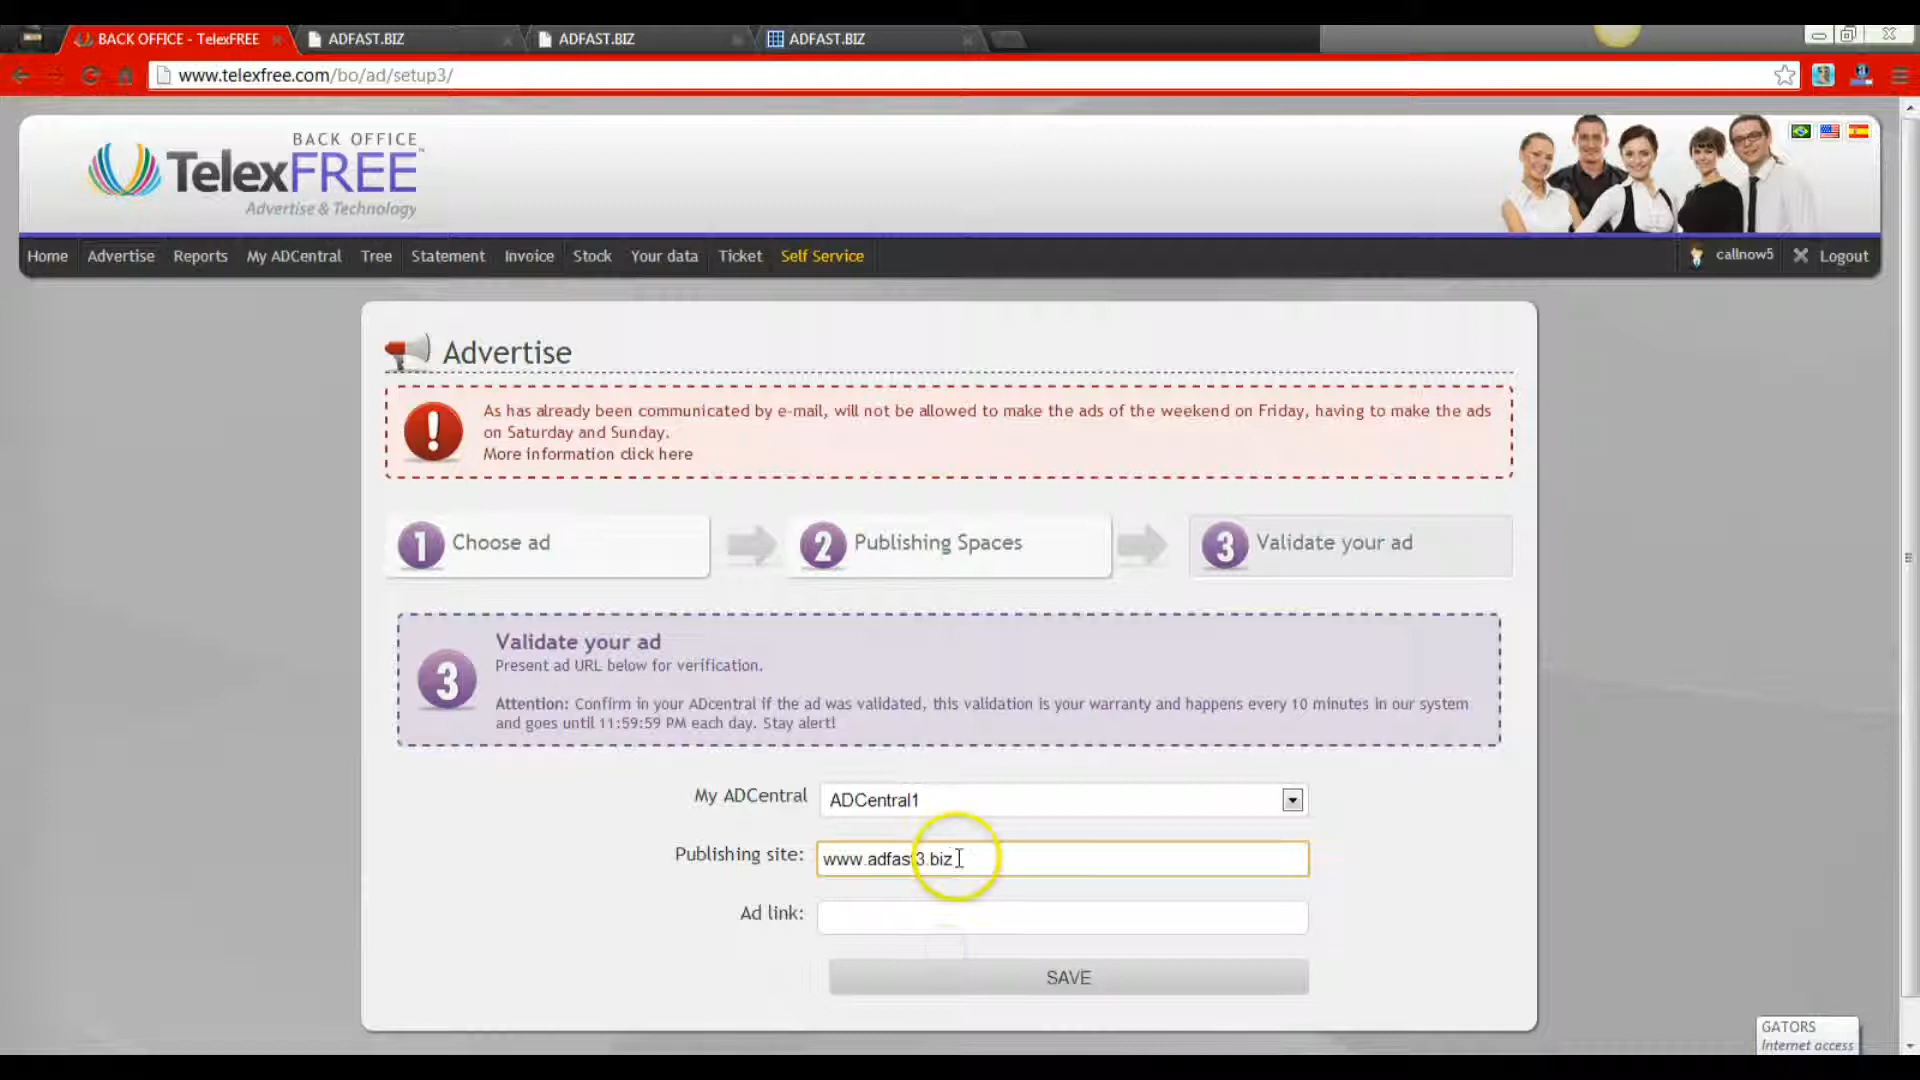 BACK OFFICE - TelexFREE
ADFAST.BIZ
ADFAST.BIZ
ADFAST.BIZ
www.telexfree.com/bo/ad/setup3/
BACK OFFICE
TelexFREE™
Advertise & Technology
Home
Advertise
Reports
My ADCentral
Tree
Statement
Invoice
Stock
Your data
Ticket
Self Service
callnow5
Logout
Advertise
As has already been communicated by e-mail, will not be allowed to make the ads of the weekend on Friday, having to make the ads
on Saturday and Sunday.
More information click here
1 Choose ad
2 Publishing Spaces
3 Validate your ad
3
Validate your ad
Present ad URL below for verification.
Attention: Confirm in your ADcentral if the ad was validated, this validation is your warranty and happens every 10 minutes in our system
and goes until 11:59:59 PM each day. Stay alert!
My ADCentral
ADCentral1
Publishing site:
www.adfast3.biz
Ad link:
SAVE
GATORS
Internet access